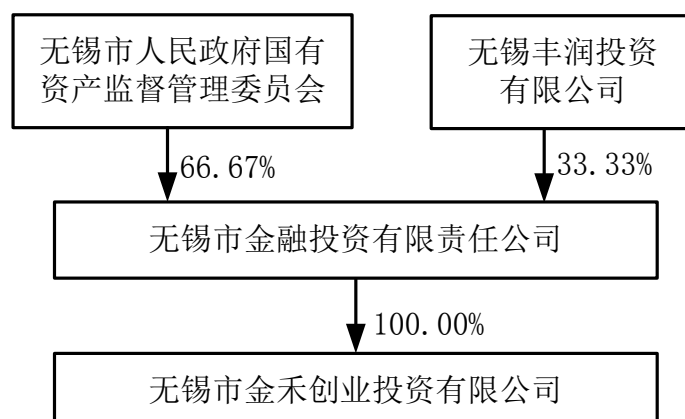 无锡市人民政府国有
资产监督管理委员会
无锡丰润投资
有限公司
66.67%
33.33%
无锡市金融投资有限责任公司
100.00%
无锡市金禾创业投资有限公司